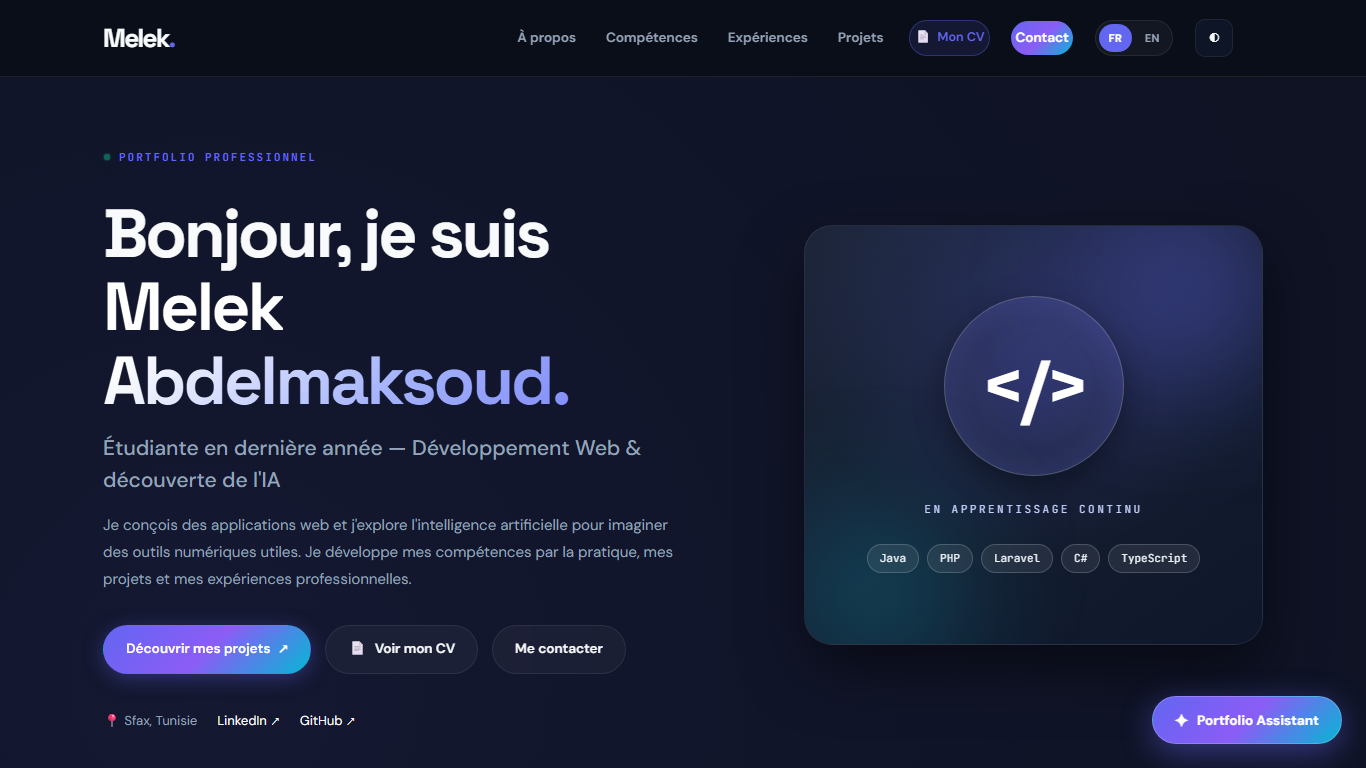 Melek.
À propos
Compétences
Expériences
Projets
Mon CV
Contact
FR
EN
PORTFOLIO PROFESSIONNEL
Bonjour, je suis
Melek
Abdelmaksoud.
Étudiante en dernière année — Développement Web &
découverte de l'IA
Je conçois des applications web et j'explore l'intelligence artificielle pour imaginer
des outils numériques utiles. Je développe mes compétences par la pratique, mes
projets et mes expériences professionnelles.
Découvrir mes projets ↗
Voir mon CV
Me contacter
Sfax, Tunisie
LinkedIn ↗
GitHub ↗
</>
EN APPRENTISSAGE CONTINU
Java
PHP
Laravel
C#
TypeScript
Portfolio Assistant